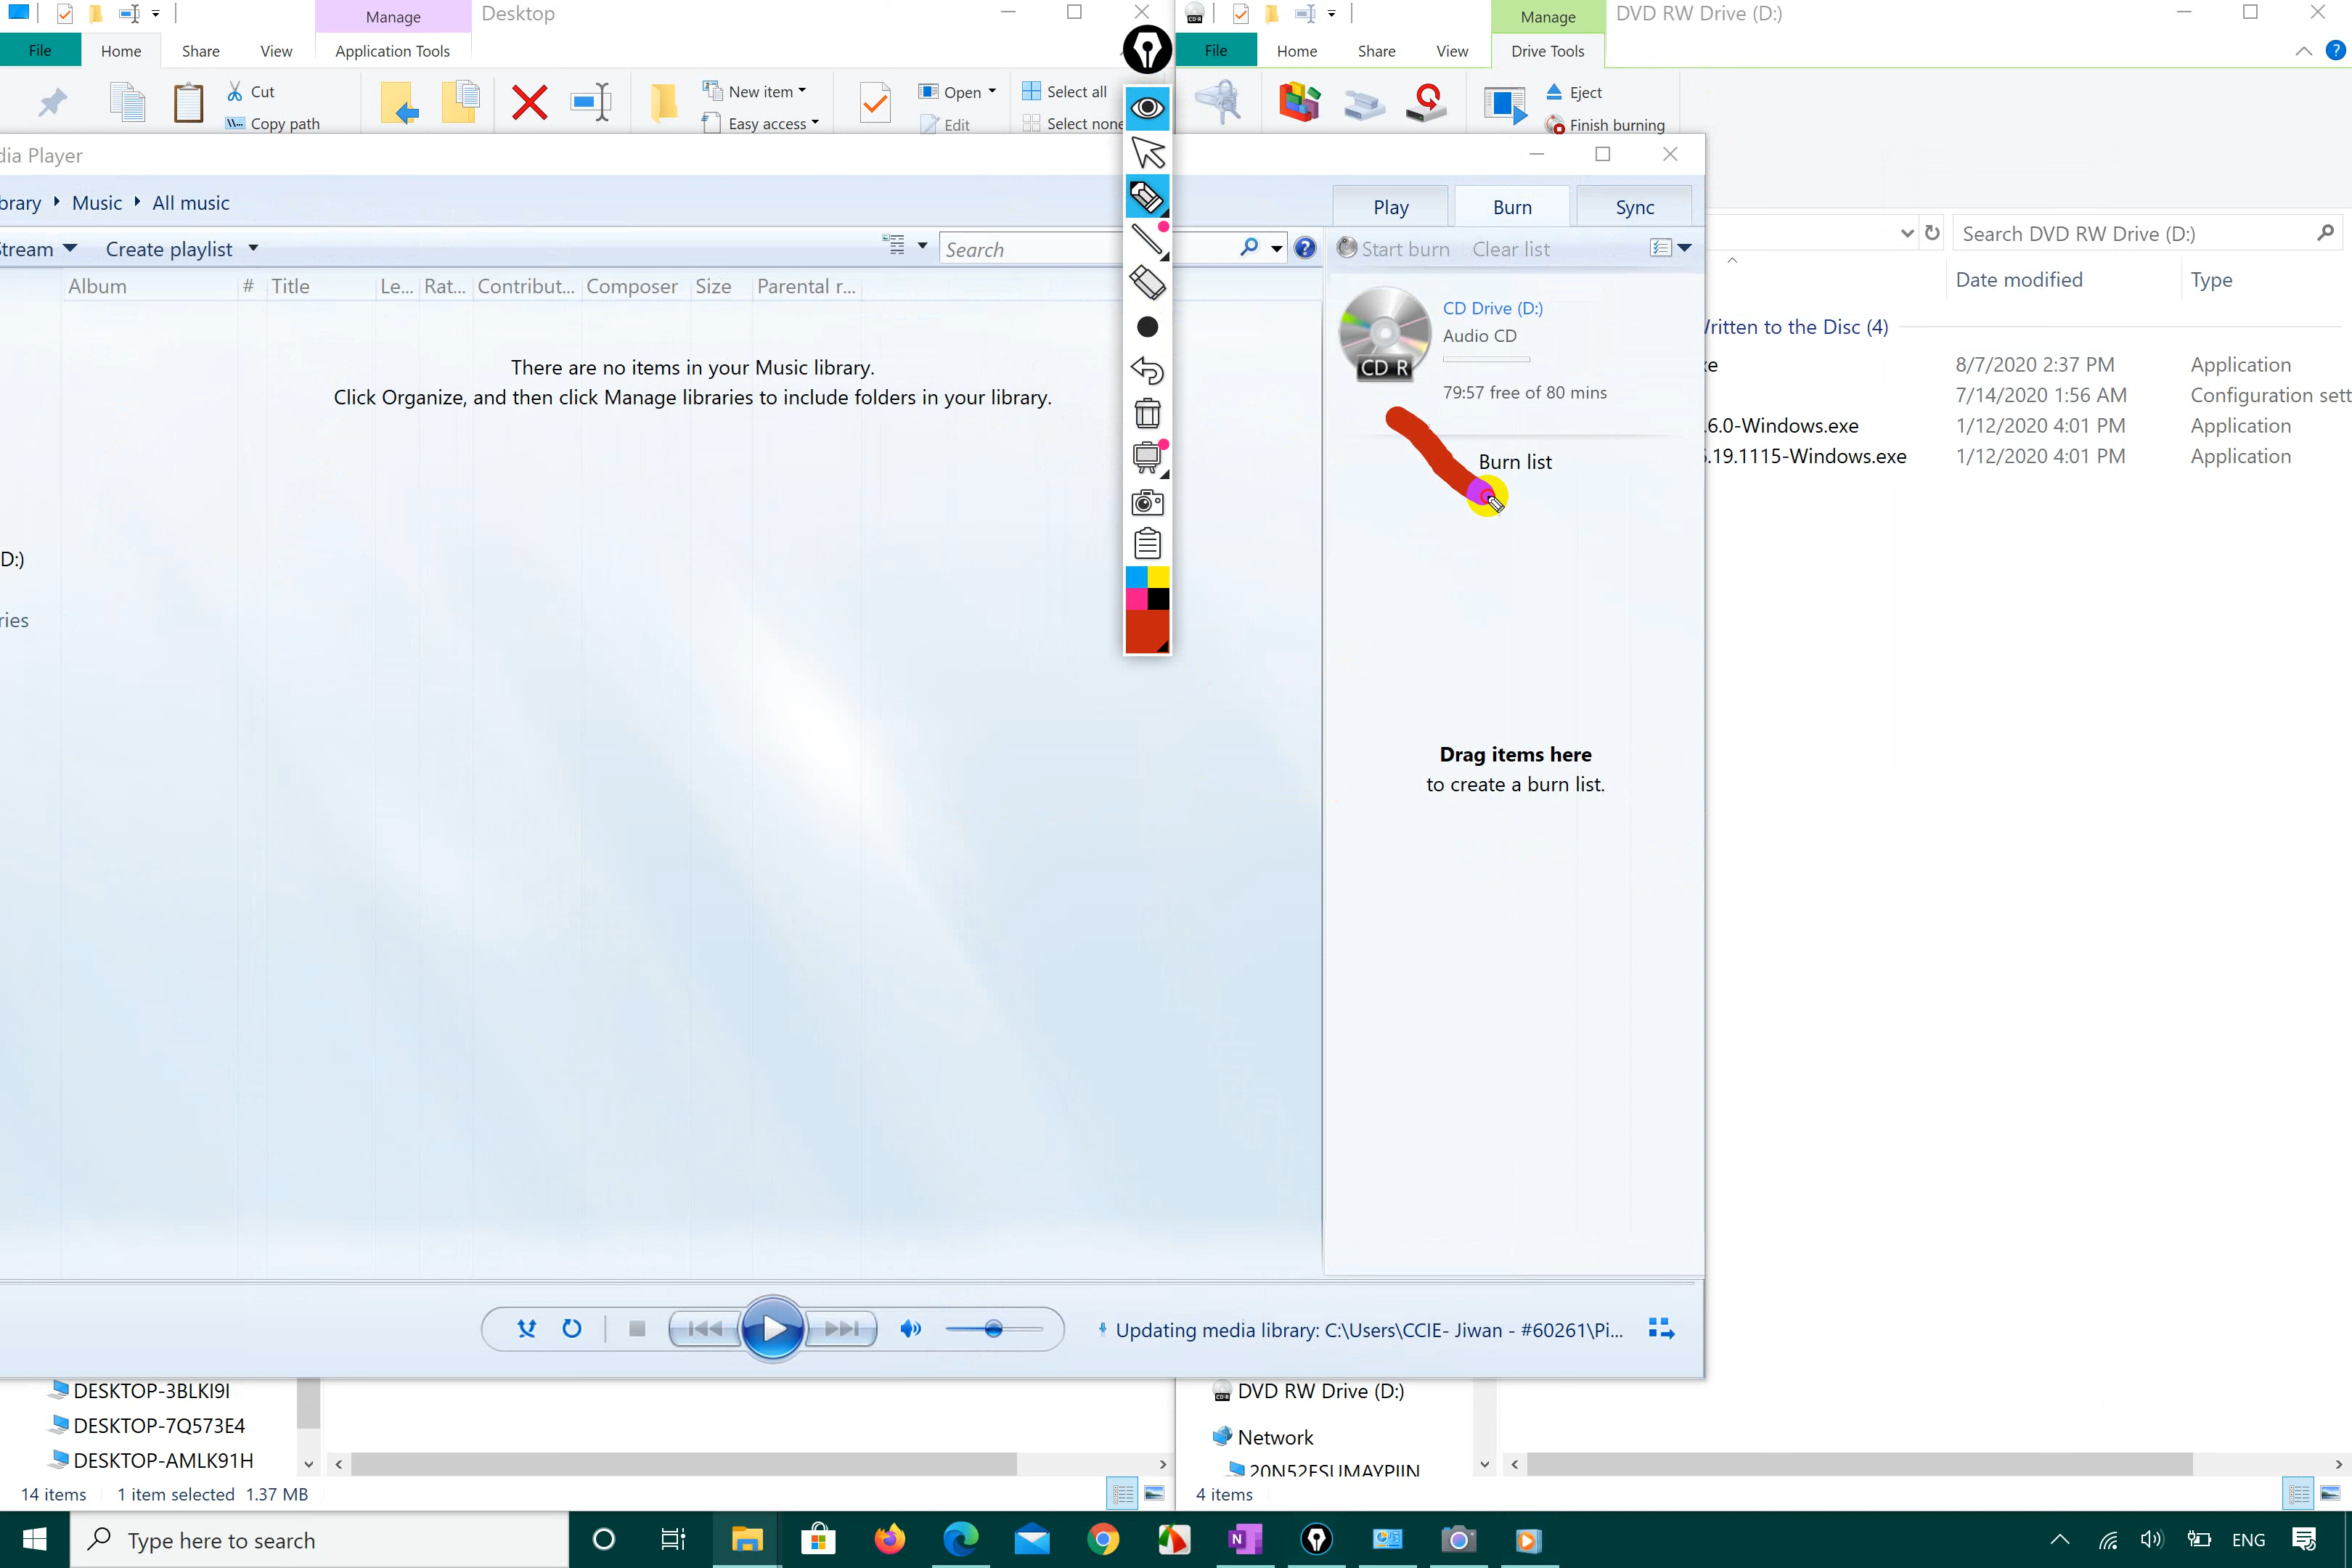 Manage
Desktop
File
Home
Share
View
Application Tools
Cut
Copy path
New item
Easy access
Open
Edit
Select all
Select none
Manage
DVD RW Drive (D:)
File
Home
Share
View
Drive Tools
Eject
Finish burning
dia Player
brary
Music
All music
Play
Burn
Sync
tream
Create playlist
Search
Start burn
Clear list
Search DVD RW Drive (D:)
Album
#
Title
Le...
Rat...
Contribut...
Composer
Size
Parental r...
Date modified
Type
CD Drive (D:)
Audio CD
CD R
79:57 free of 80 mins
There are no items in your Music library.
Click Organize, and then click Manage libraries to include folders in your library.
ritten to the Disc (4)
xe
8/7/2020 2:37 PM
Application
7/14/2020 1:56 AM
Configuration sett
.6.0-Windows.exe
1/12/2020 4:01 PM
Application
.19.1115-Windows.exe
1/12/2020 4:01 PM
Application
Burn list
D:)
ries
Drag items here
to create a burn list.
Updating media library: C:\Users\CCIE- Jiwan - #60261\Pi...
DESKTOP-3BLKI9I
DESKTOP-7Q573E4
DESKTOP-AMLK91H
DVD RW Drive (D:)
Network
20N52ESUMAYPIIN
14 items
1 item selected
1.37 MB
4 items
Type here to search
ENG